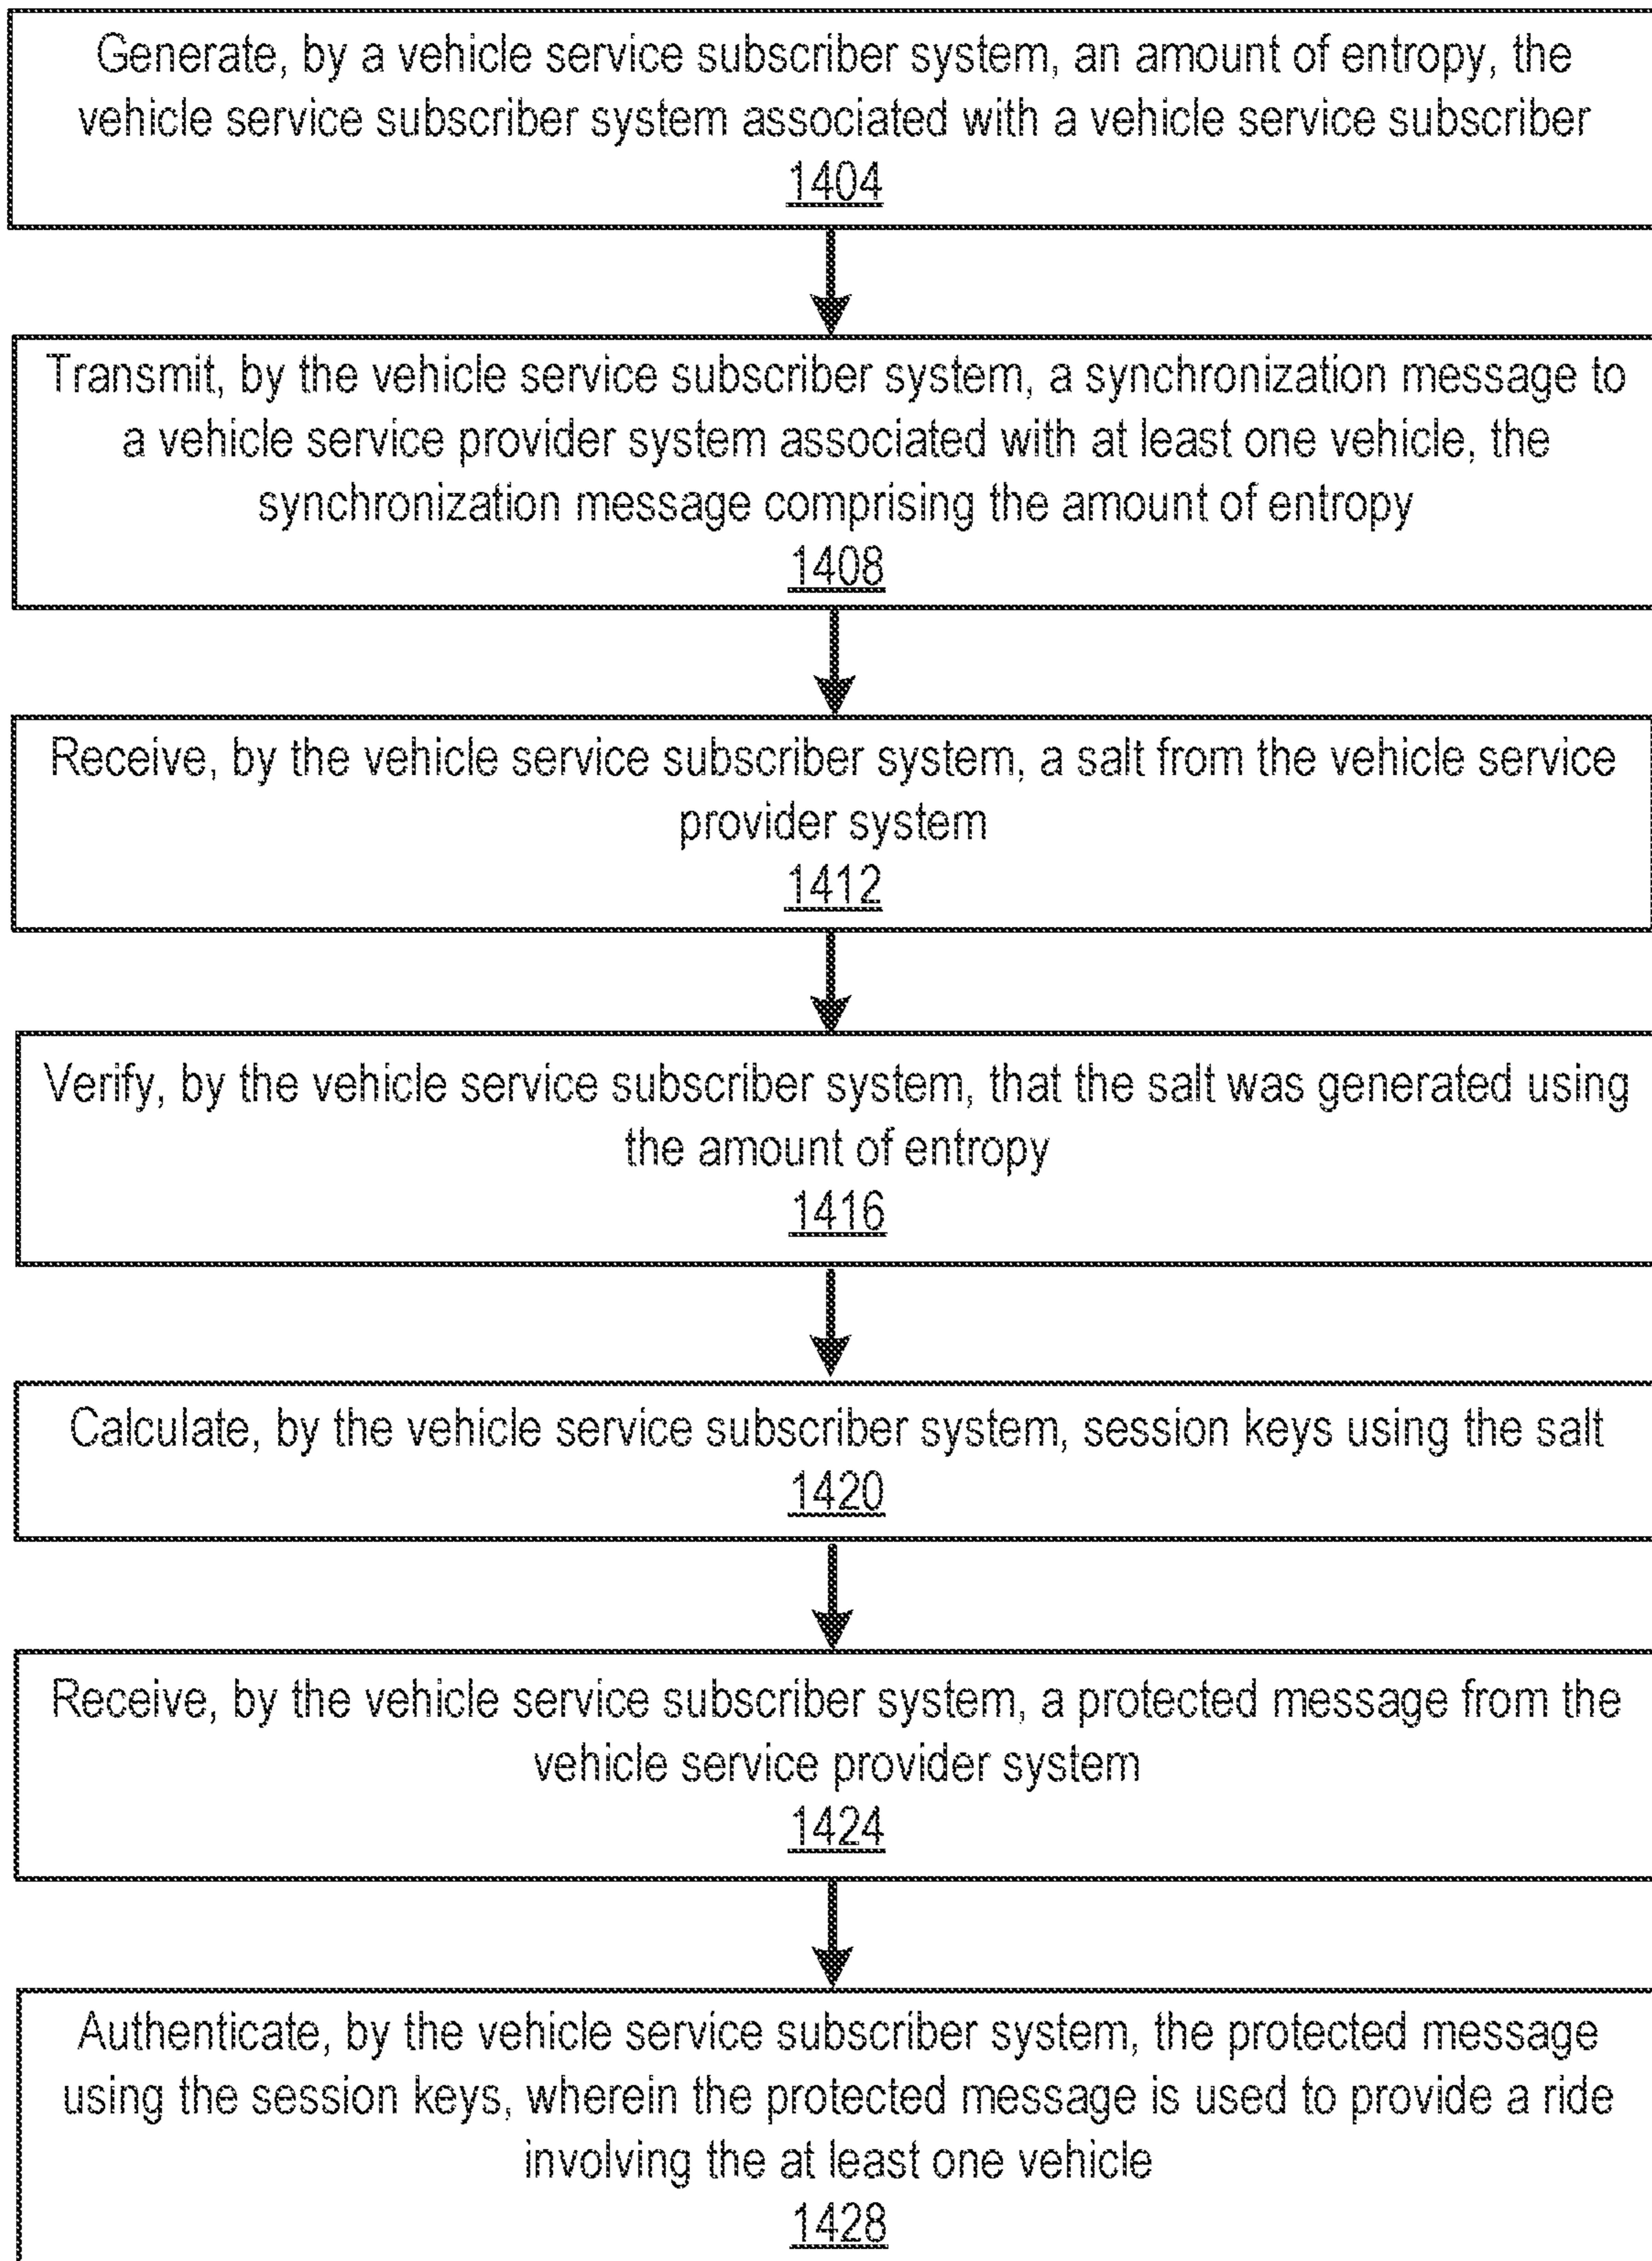 Generate, by a vehicle service subscriber system, an amount of entropy, the
vehicle service subscriber system associated with a vehicle service subscriber
1404
Transmit, by the vehicle service subscriber system, a synchronization message to
a vehicle service provider system associated with at least one vehicle, the
synchronization message comprising the amount of entropy
1408
Receive, by the vehicle service subscriber system, a salt from the vehicle service
provider system
1412
Verify, by the vehicle service subscriber system, that the salt was generated using
the amount of entropy
1416
Calculate, by the vehicle service subscriber system, session keys using the salt
1420
Receive, by the vehicle service subscriber system, a protected message from the
vehicle service provider system
1424
Authenticate, by the vehicle service subscriber system, the protected message
using the session keys, wherein the protected message is used to provide a ride
involving the at least one vehicle
1428